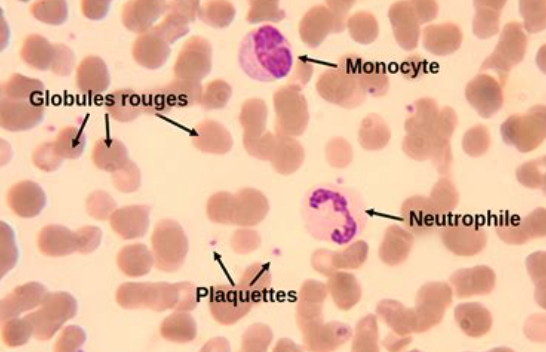 Monocyte
Globules rouges
Neutrophile
Plaquettes